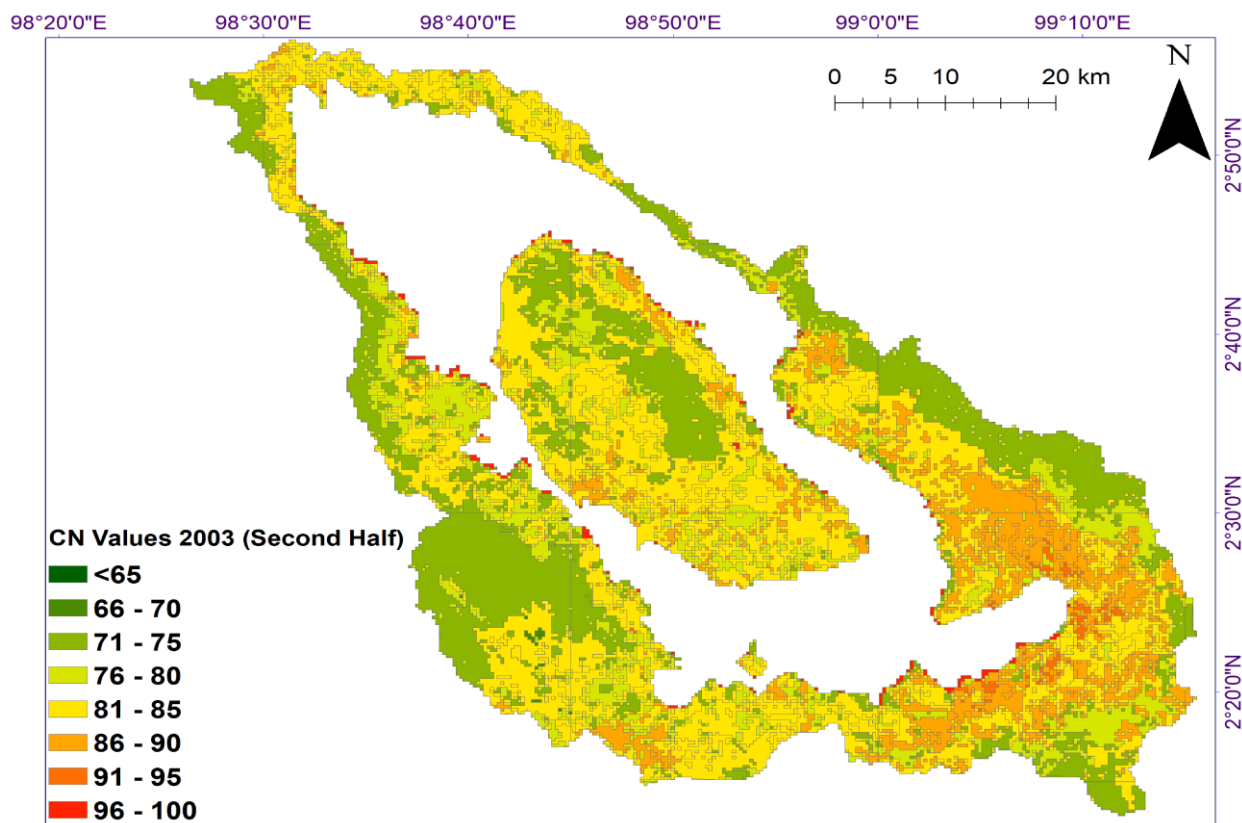 98°20'0"E 98°30'0"E 98°40'0"E 98°50'0"E 99°00'0"E 99°10'0"E
N
0 5 10 20 km
2°50'0"N
2°40'0"N
2°30'0"N
2°20'0"N
CN Values 2003 (Second Half)
<65
66 - 70
71 - 75
76 - 80
81 - 85
86 - 90
91 - 95
96 - 100